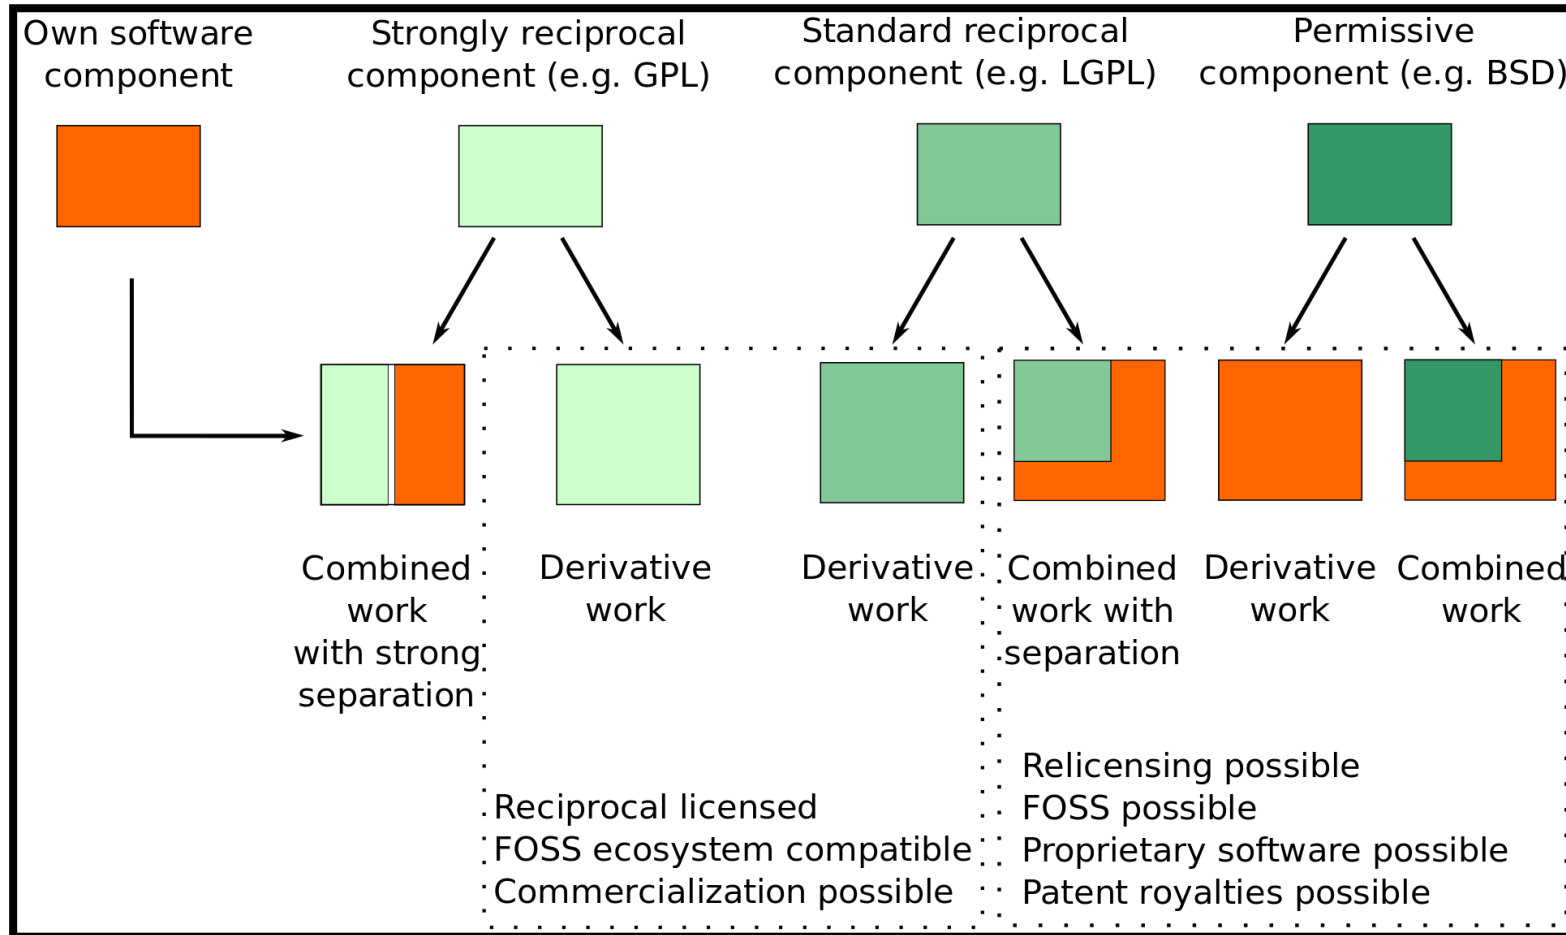 Own software
component
Strongly reciprocal
component (e.g. GPL)
Standard reciprocal
component (e.g. LGPL)
Permissive
component (e.g. BSD)
Combined
work
with strong
separation
Derivative
work
Derivative
work
Combined
work with
separation
Derivative
work
Combined
work
Reciprocal licensed
FOSS ecosystem compatible
Commercialization possible
Relicensing possible
FOSS possible
Proprietary software possible
Patent royalties possible